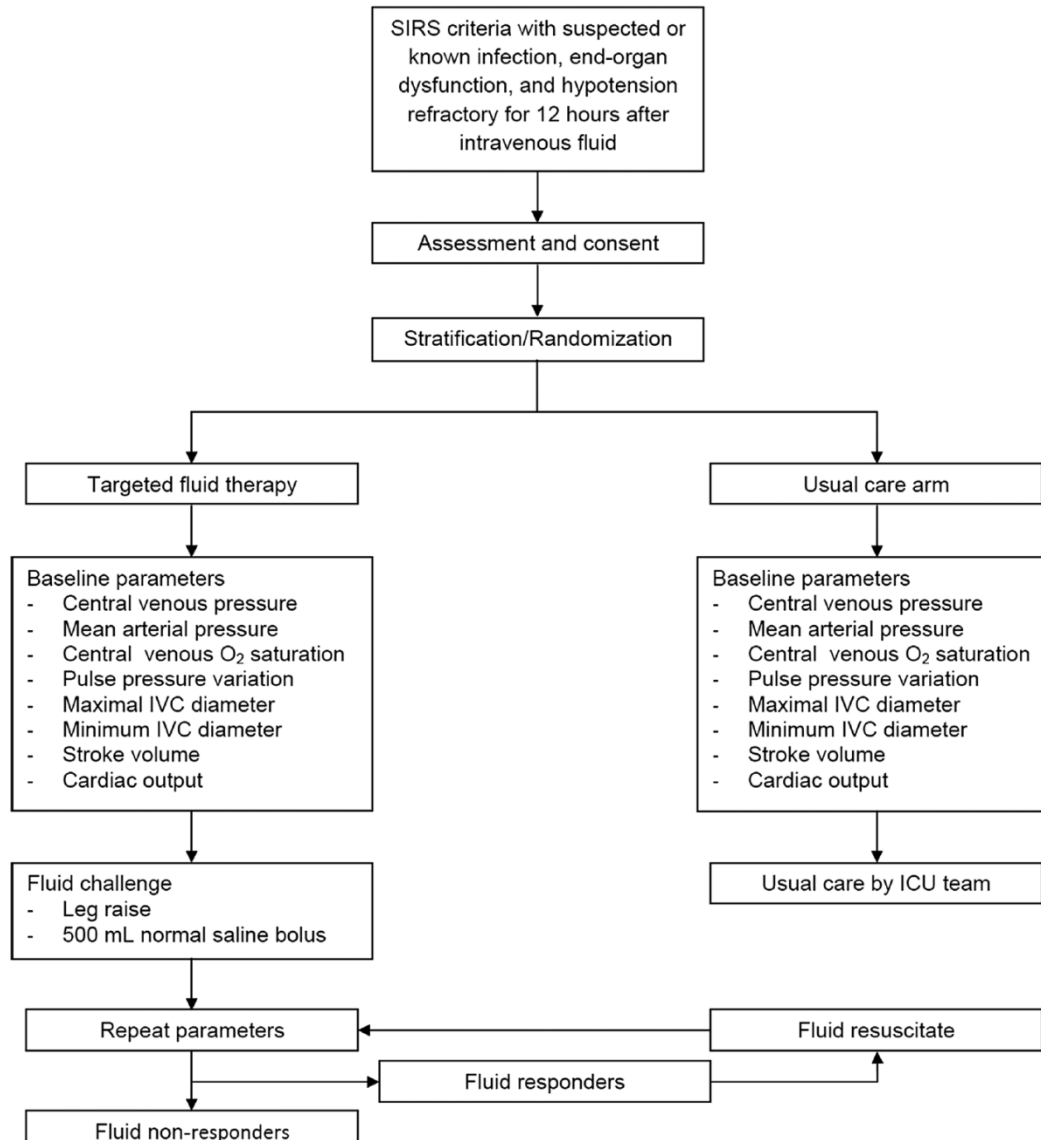 SIRS criteria with suspected or
known infection, end-organ
dysfunction, and hypotension
refractory for 12 hours after
intravenous fluid
Assessment and consent
Stratification/Randomization
Targeted fluid therapy
Usual care arm
Baseline parameters
- Central venous pressure
- Mean arterial pressure
- Central venous O₂ saturation
- Pulse pressure variation
- Maximal IVC diameter
- Minimum IVC diameter
- Stroke volume
- Cardiac output
Baseline parameters
- Central venous pressure
- Mean arterial pressure
- Central venous O₂ saturation
- Pulse pressure variation
- Maximal IVC diameter
- Minimum IVC diameter
- Stroke volume
- Cardiac output
Fluid challenge
- Leg raise
- 500 mL normal saline bolus
Usual care by ICU team
Repeat parameters
Fluid resuscitate
Fluid responders
Fluid non-responders